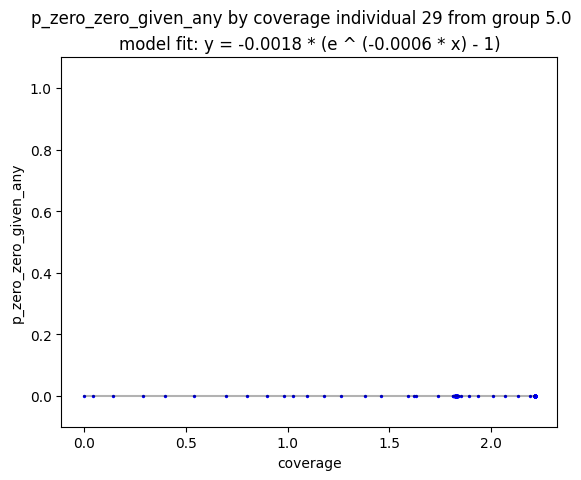 p_zero_zero_given_any by coverage individual 29 from group 5.0
model fit: y = -0.0018 * (e ^ (-0.0006 * x) - 1)
p_zero_zero_given_any
1.0
0.8
0.6
0.4
0.2
0.0
0.0 0.5 1.0 1.5 2.0
coverage